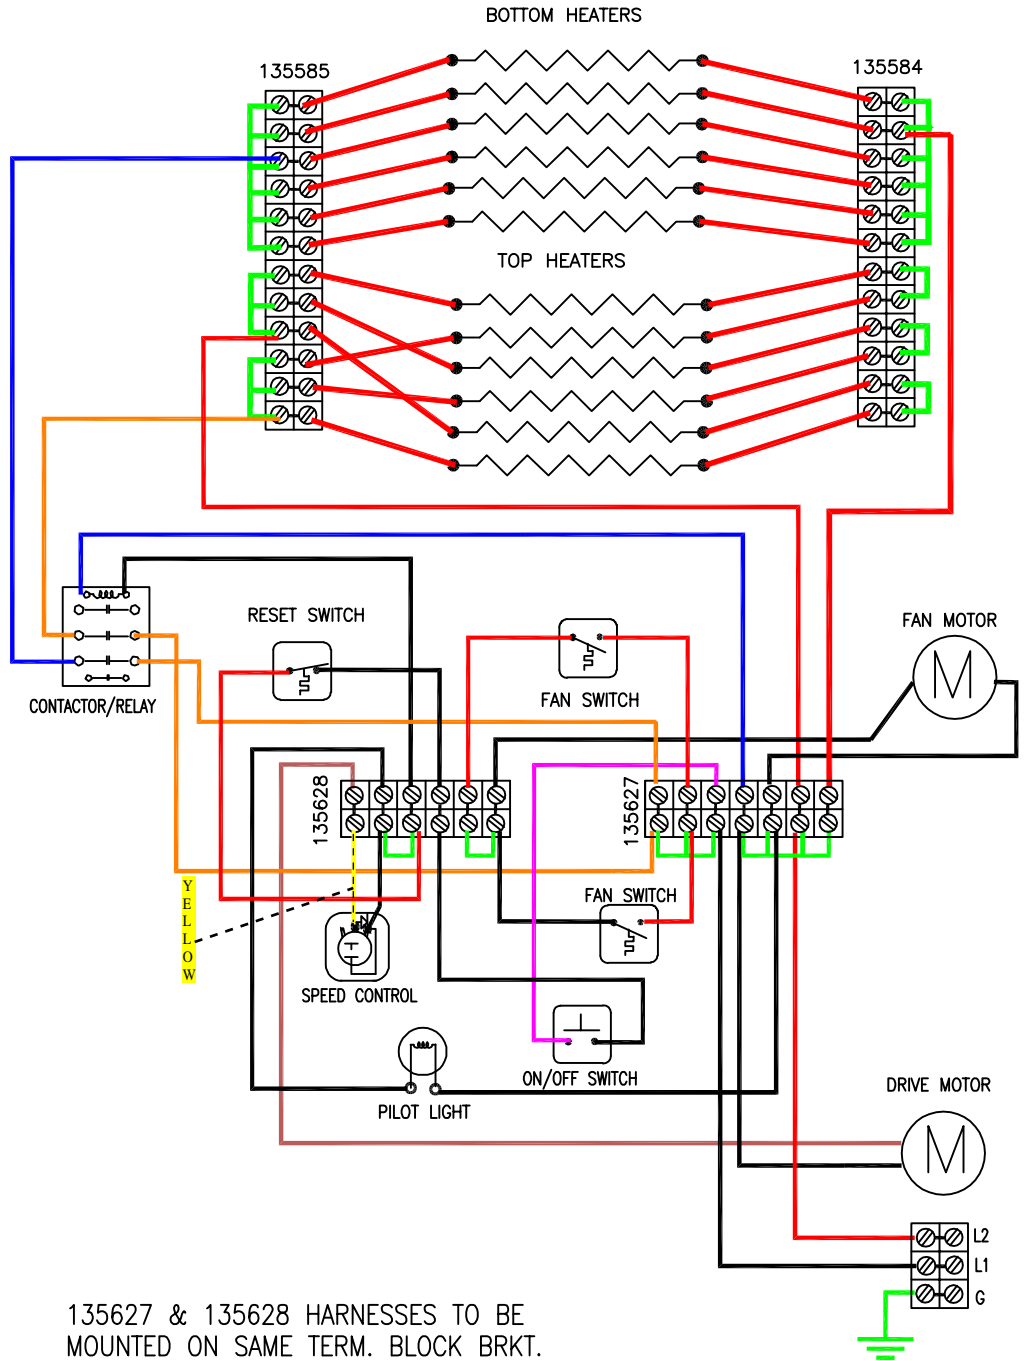 BOTTOM HEATERS
135585
135584
TOP HEATERS
RESET SWITCH
FAN SWITCH
FAN MOTOR
M
CONTACTOR/RELAY
135628
135627
YELLOW
FAN SWITCH
SPEED CONTROL
ON/OFF SWITCH
PILOT LIGHT
DRIVE MOTOR
M
L2
L1
G
135627 & 135628 HARNESSES TO BE
MOUNTED ON SAME TERM. BLOCK BRKT.